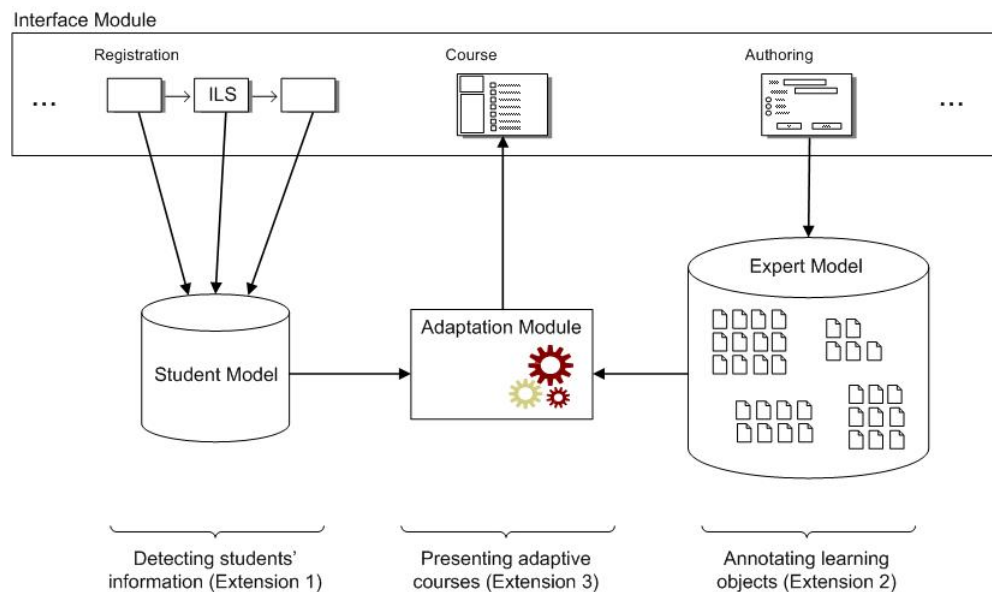 Interface Module
Registration
Course
Authoring
...
ILS
...
Expert Model
Adaptation Module
Student Model
Detecting students'
information (Extension 1)
Presenting adaptive
courses (Extension 3)
Annotating learning
objects (Extension 2)